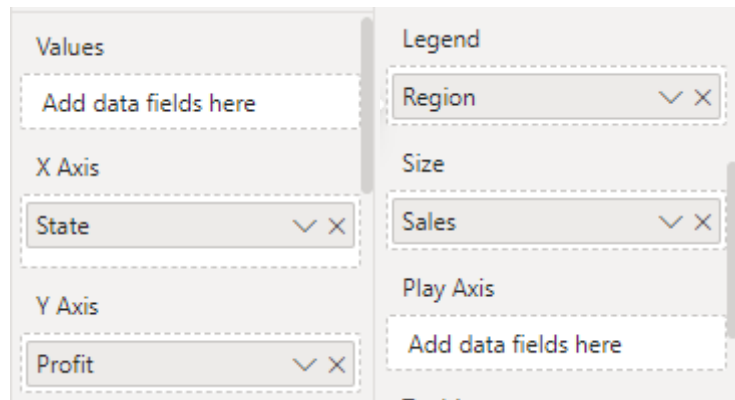 Values
Add data fields here
X Axis
State
Y Axis
Profit
Legend
Region
Size
Sales
Play Axis
Add data fields here